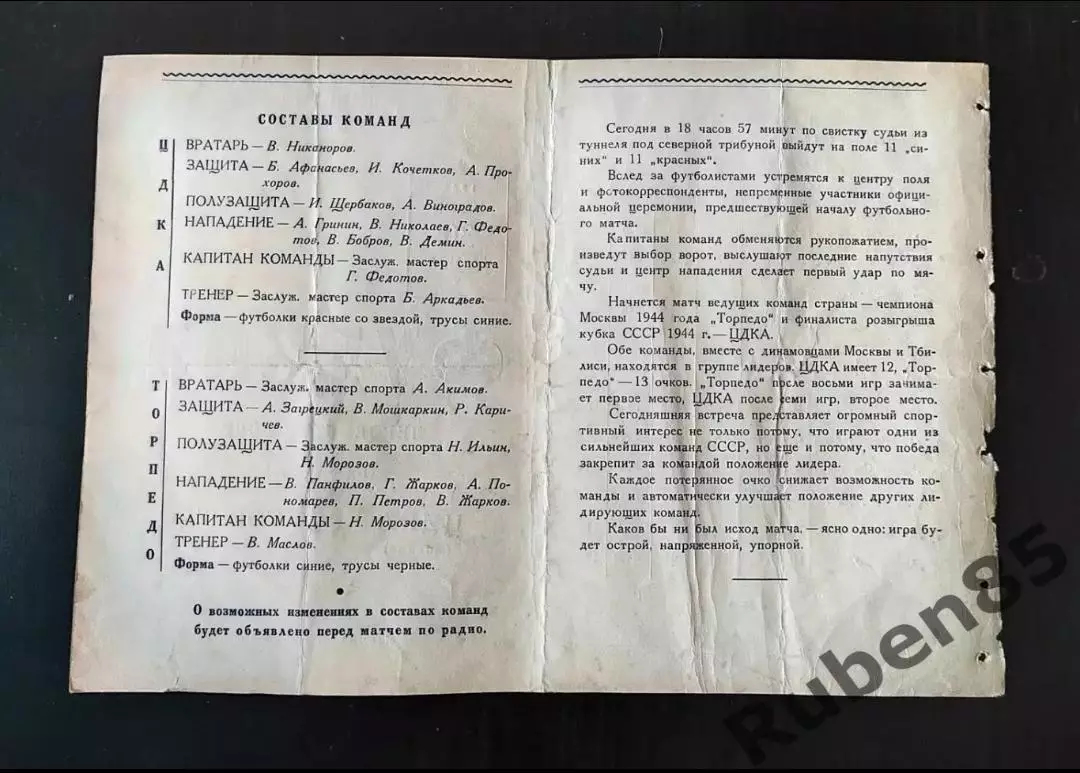 СОСТАВЫ КОМАНД
ЦДКА
ВРАТАРЬ — В. Никаноров.
ЗАЩИТА — Б. Афанасьев, И. Кочетков, А. Про-
хоров.
ПОЛУЗАЩИТА — И. Щербаков, А. Виноградов.
НАПАДЕНИЕ — А. Гринин, В. Николаев, Г. Федо-
тов, В. Бобров, В. Демин.
КАПИТАН КОМАНДЫ — Заслуж. мастер спорта
Г. Федотов.
ТРЕНЕР — Заслуж. мастер спорта Б. Аркадьев.
Форма — футболки красные со звездой, трусы синие.
ТОРПЕДО
ВРАТАРЬ — Заслуж. мастер спорта А. Акимов.
ЗАЩИТА — А. Загрецкий, В. Мошкаркин, Р. Кари-
чев.
ПОЛУЗАЩИТА — Заслуж. мастер спорта Н. Ильин,
Н. Морозов.
НАПАДЕНИЕ — В. Панфилов, Г. Жарков, А. По-
номарев, П. Петров, В. Жарков.
КАПИТАН КОМАНДЫ — Н. Морозов.
ТРЕНЕР — В. Маслов.
Форма — футболки синие, трусы черные.
О возможных изменениях в составах команд
будет объявлено перед матчем по радио.
Сегодня в 18 часов 57 минут по свистку судьи из
туннеля под северной трибуной выйдут на поле 11 „си-
них“ и 11 „красных“.
Вслед за футболистами устремятся к центру поля
и фотокорреспонденты, непременные участники офици-
альной церемонии, предшествующей началу футбольно-
го матча.
Капитаны команд обменяются рукопожатием, про-
изведут выбор ворот, выслушают последние напутствия
судьи и центр нападения сделает первый удар по мя-
чу.
Начнется матч ведущих команд страны — чемпиона
Москвы 1944 года „Торпедо“ и финалиста розыгрыша
кубка СССР 1944 г. — ЦДКА.
Обе команды, вместе с динамовцами Москвы и Тби-
лиси, находятся в группе лидеров. ЦДКА имеет 12, „Тор-
педо“ — 13 очков. „Торпедо“ после восьми игр занима-
ет первое место, ЦДКА после семи игр, второе место.
Сегодняшняя встреча представляет огромный спор-
тивный интерес не только потому, что играют одни из
сильнейших команд СССР, но еще и потому, что победа
закрепит за командой положение лидера.
Каждое потерянное очко снижает возможность ко-
манды и автоматически улучшает положение других ли-
дирующих команд.
Каков бы ни был исход матча, — ясно одно: игра бу-
дет острой, напряженной, упорной.
Ruben85